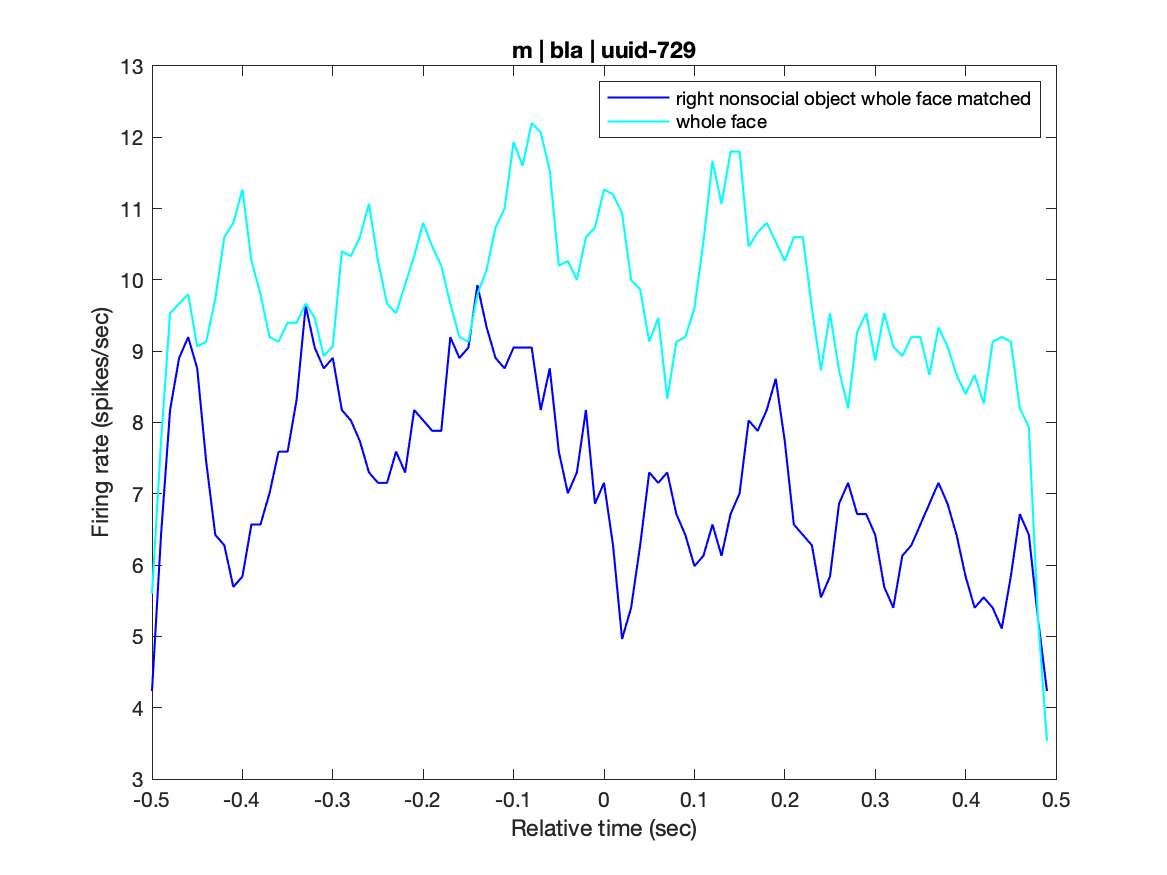 m | bla | uuid-729
right nonsocial object whole face matched
whole face
Firing rate (spikes/sec)
13
12
11
10
9
8
7
6
5
4
3
-0.5 -0.4 -0.3 -0.2 -0.1 0 0.1 0.2 0.3 0.4 0.5
Relative time (sec)